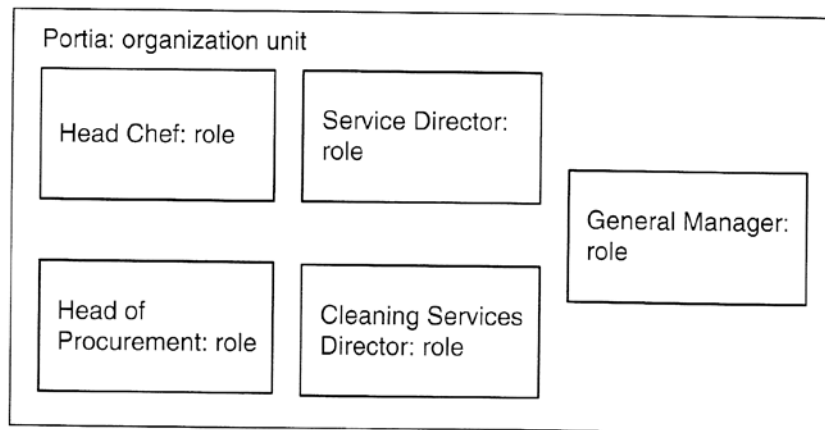 Portia: organization unit
Head Chef: role
Service Director:
role
General Manager:
role
Head of
Procurement: role
Cleaning Services
Director: role